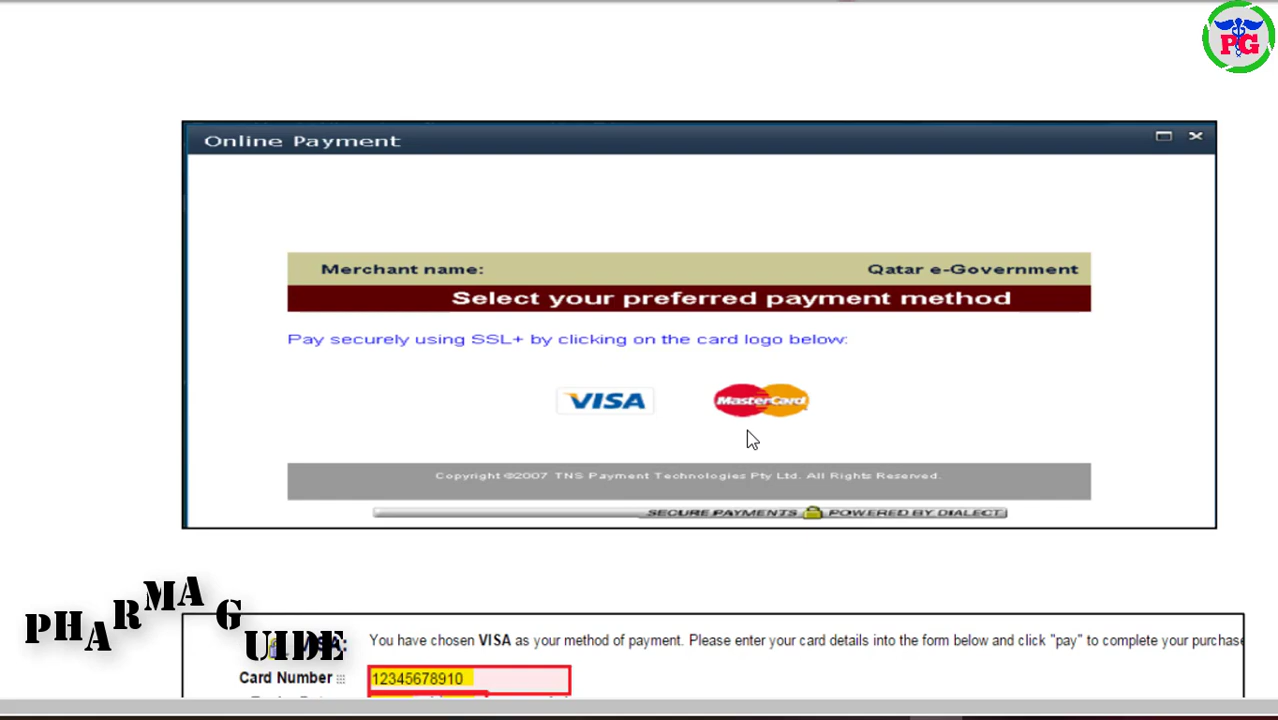 PG
Online Payment
Merchant name: Qatar e-Government
Select your preferred payment method
Pay securely using SSL+ by clicking on the card logo below:
VISA MasterCard
Copyright ©2007 TNS Payment Technologies Pty Ltd. All Rights Reserved.
SECURE PAYMENTS POWERED BY DIALECT
PHARMAGUIDE
VISA: You have chosen VISA as your method of payment. Please enter your card details into the form below and click "pay" to complete your purchase
Card Number 12345678910